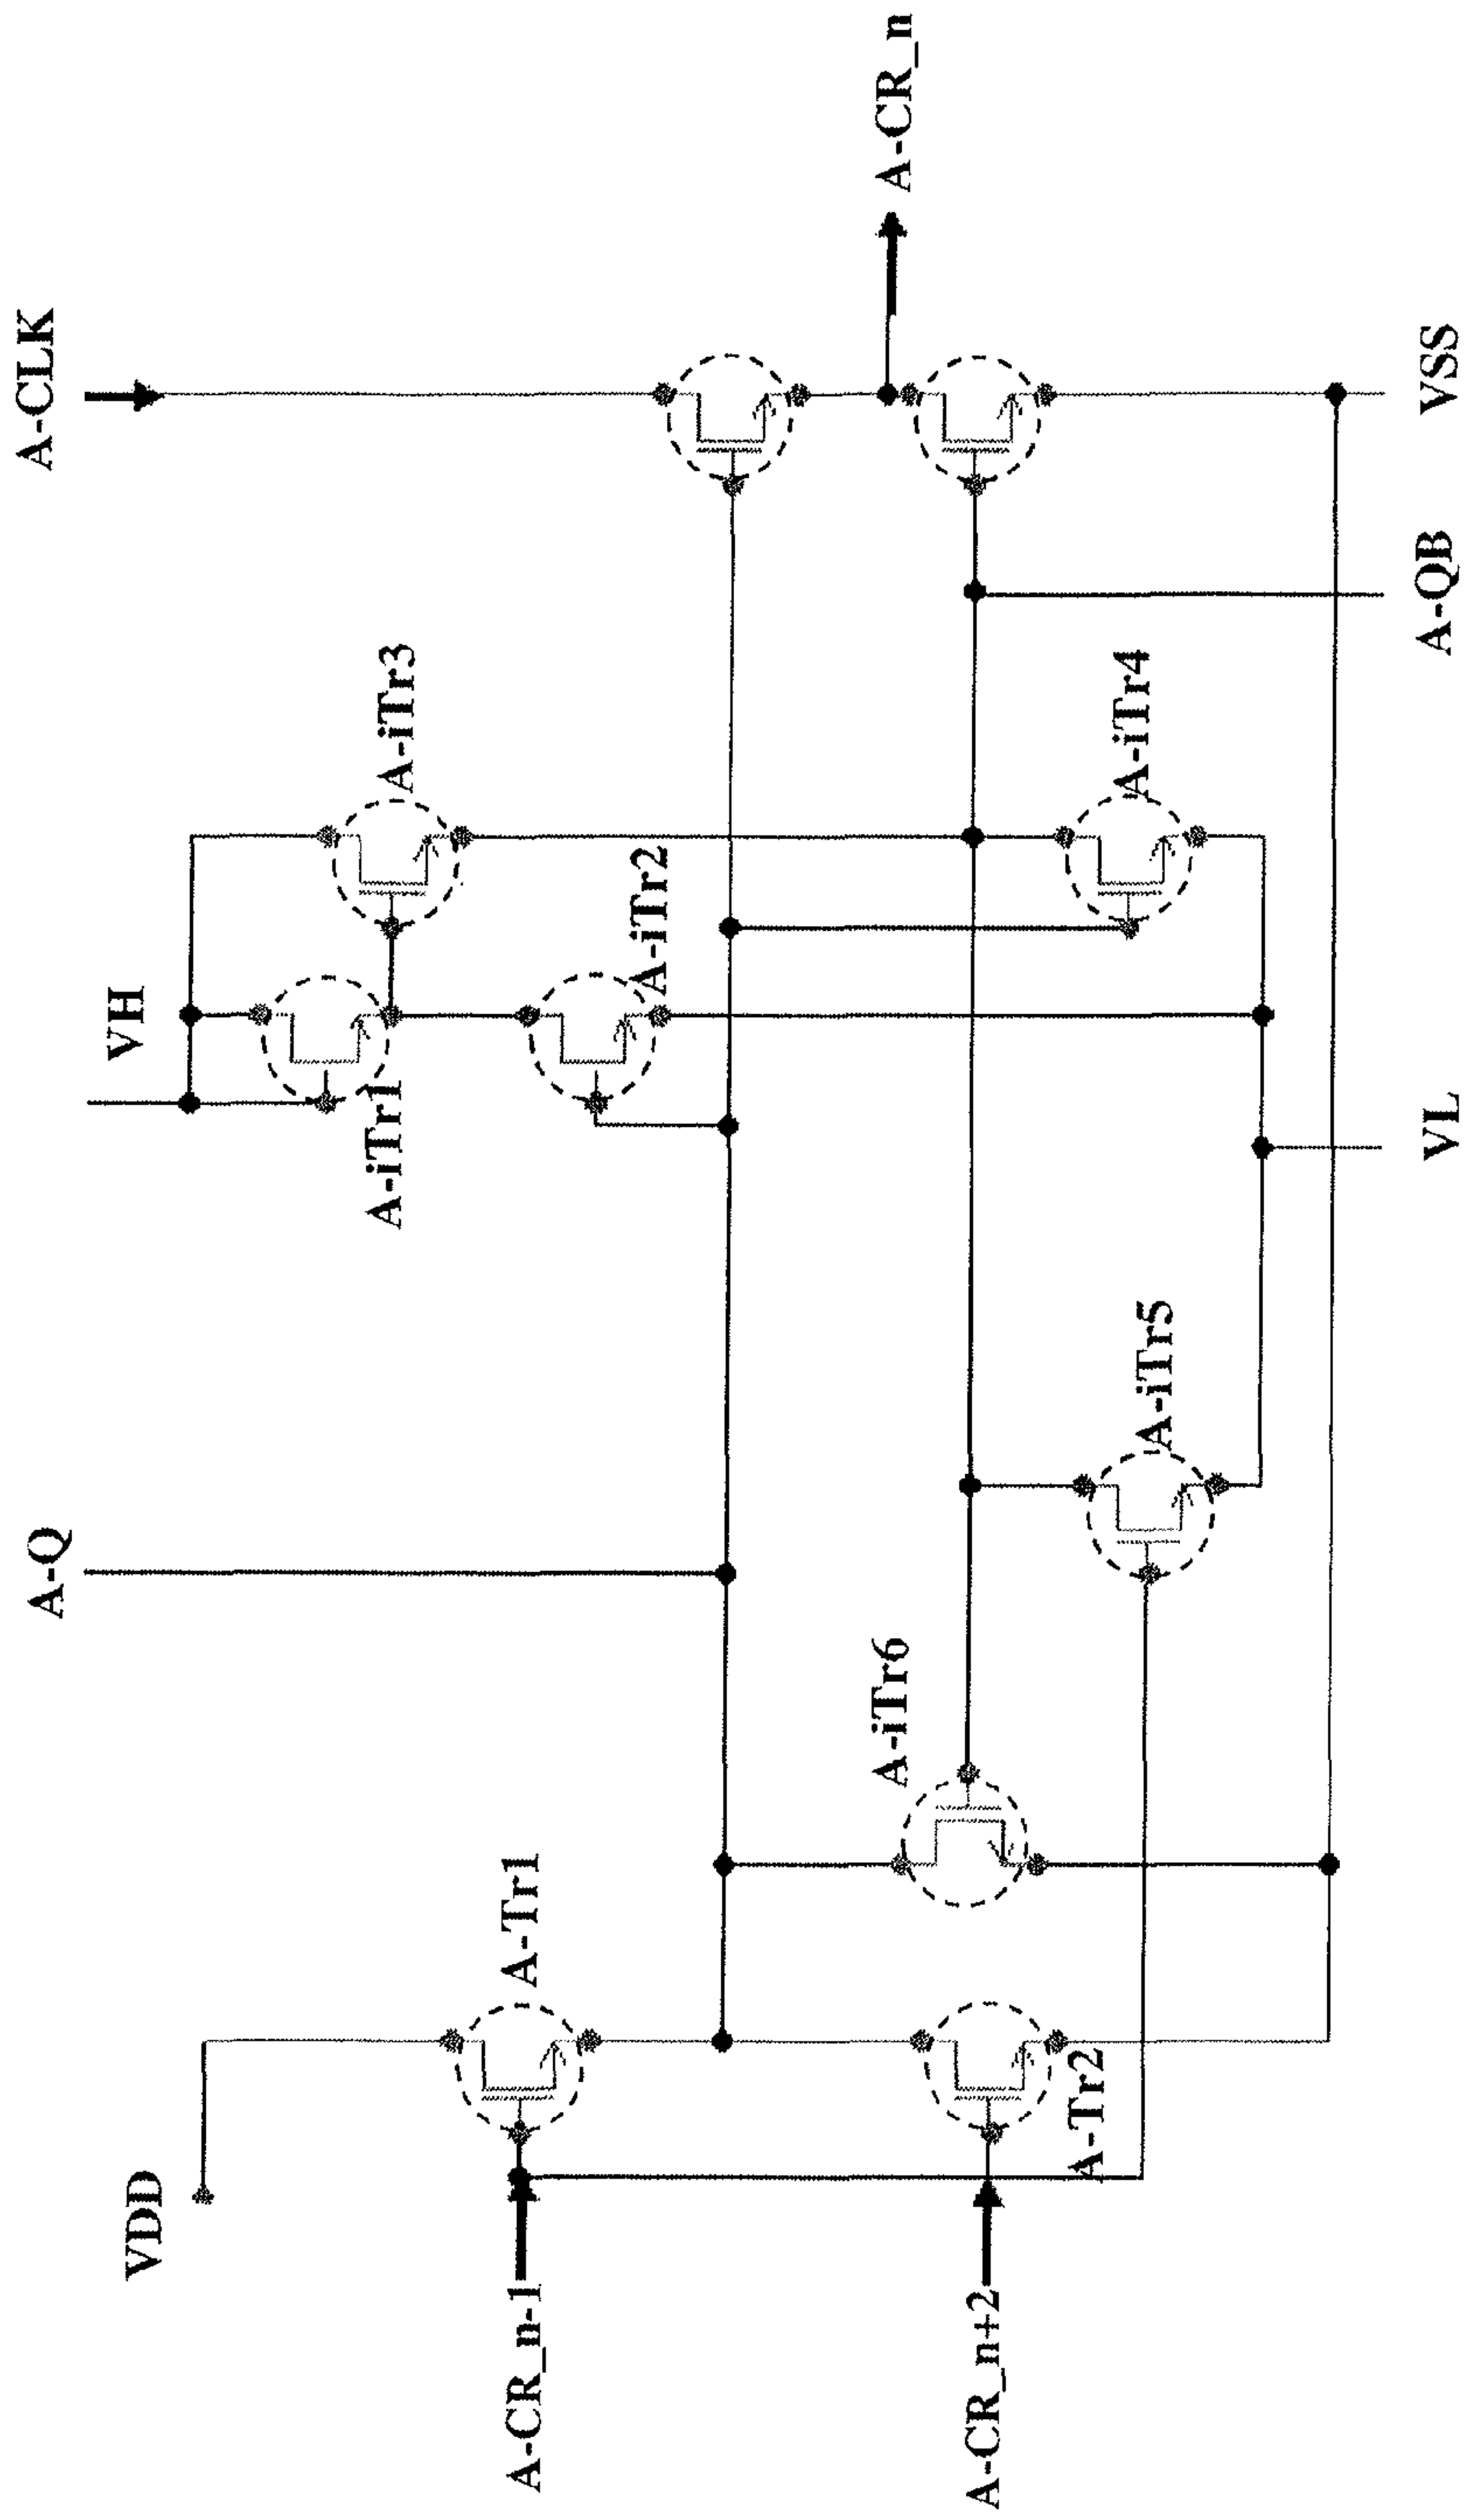 A-CLK
A-CR_n
VSS
A-QB
A-iTr3
A-iTr4
A-iTr2
VH
A-iTr1
VL
A-iTr5
A-Q
A-iTr6
A-Tr1
A-Tr2
VDD
A-CR_n-1
A-CR_n+2